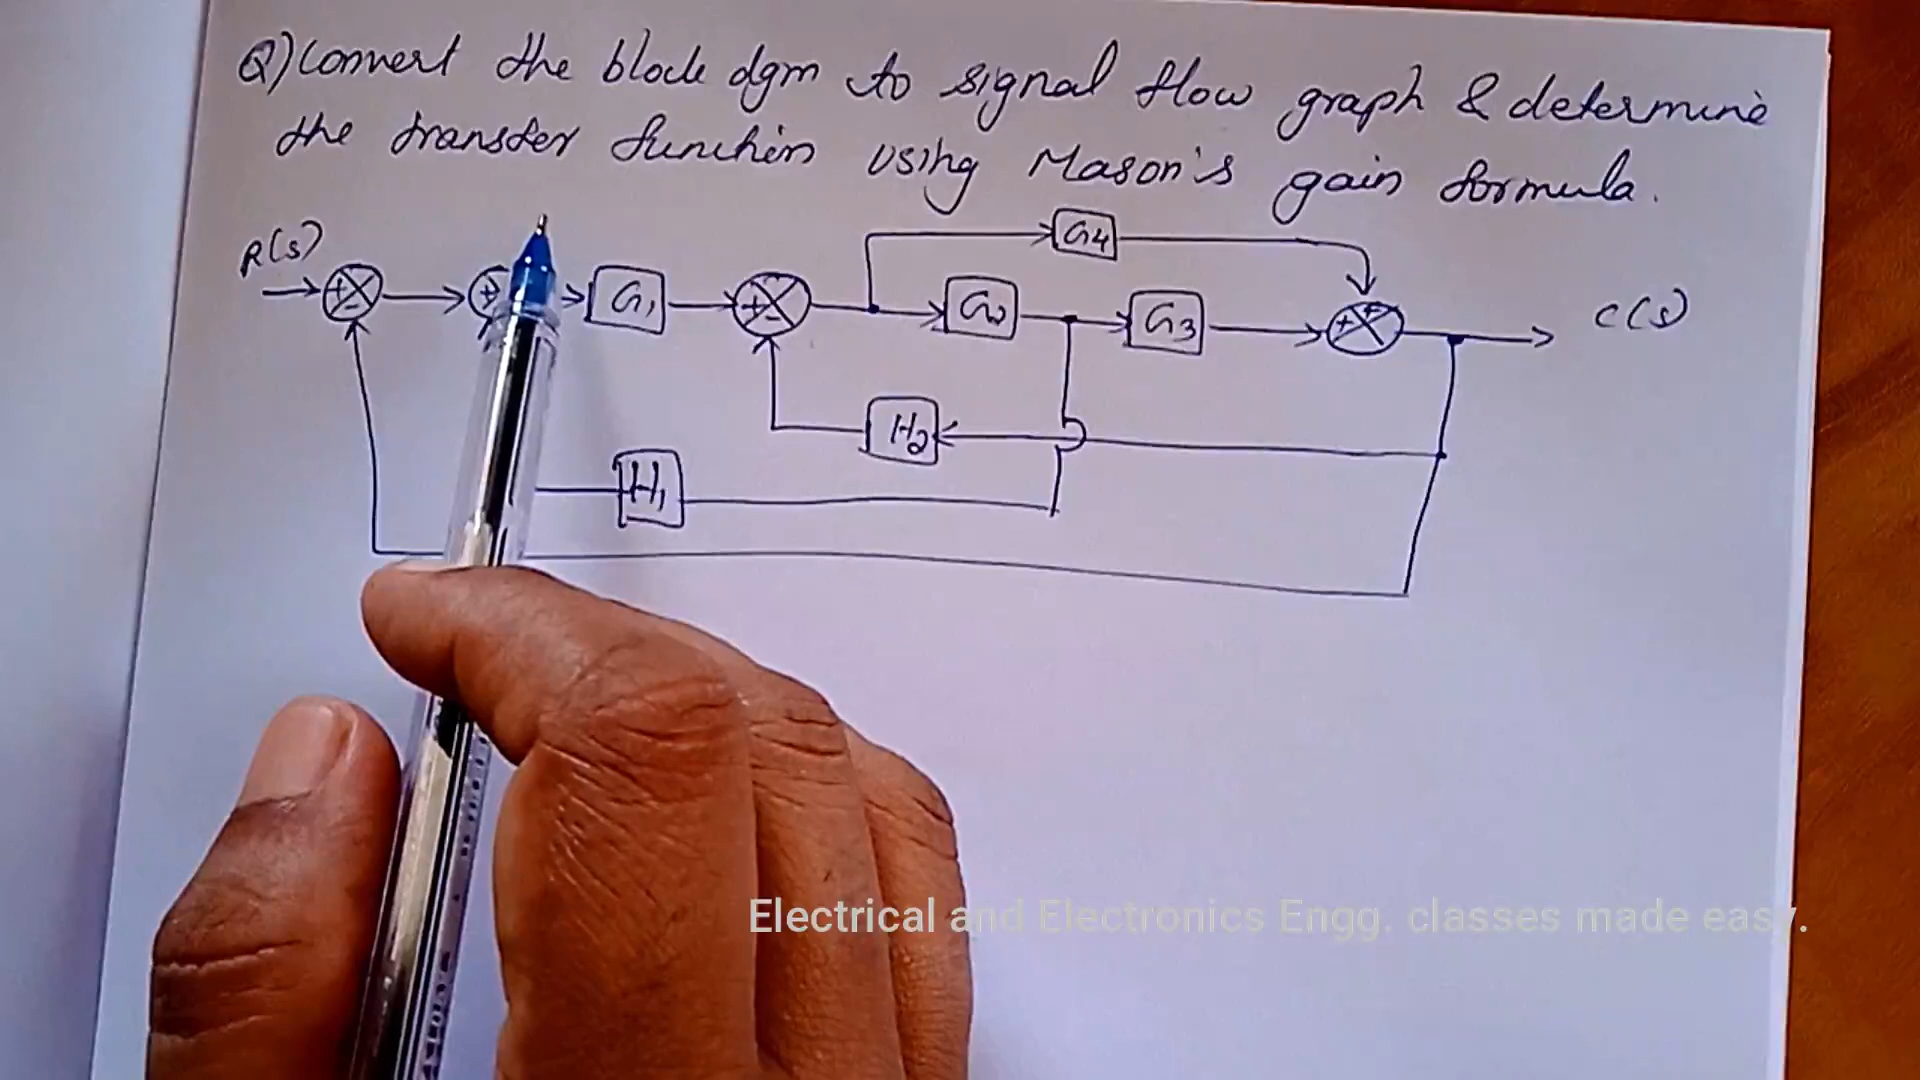 Q) Convert the block dgm to signal flow graph & determine
the transfer function using Mason's gain formula.
R(s) + - + G1 + - G2 G3 G4 + + C(s)
H2
H1
Electrical and Electronics Engg. classes made easy.